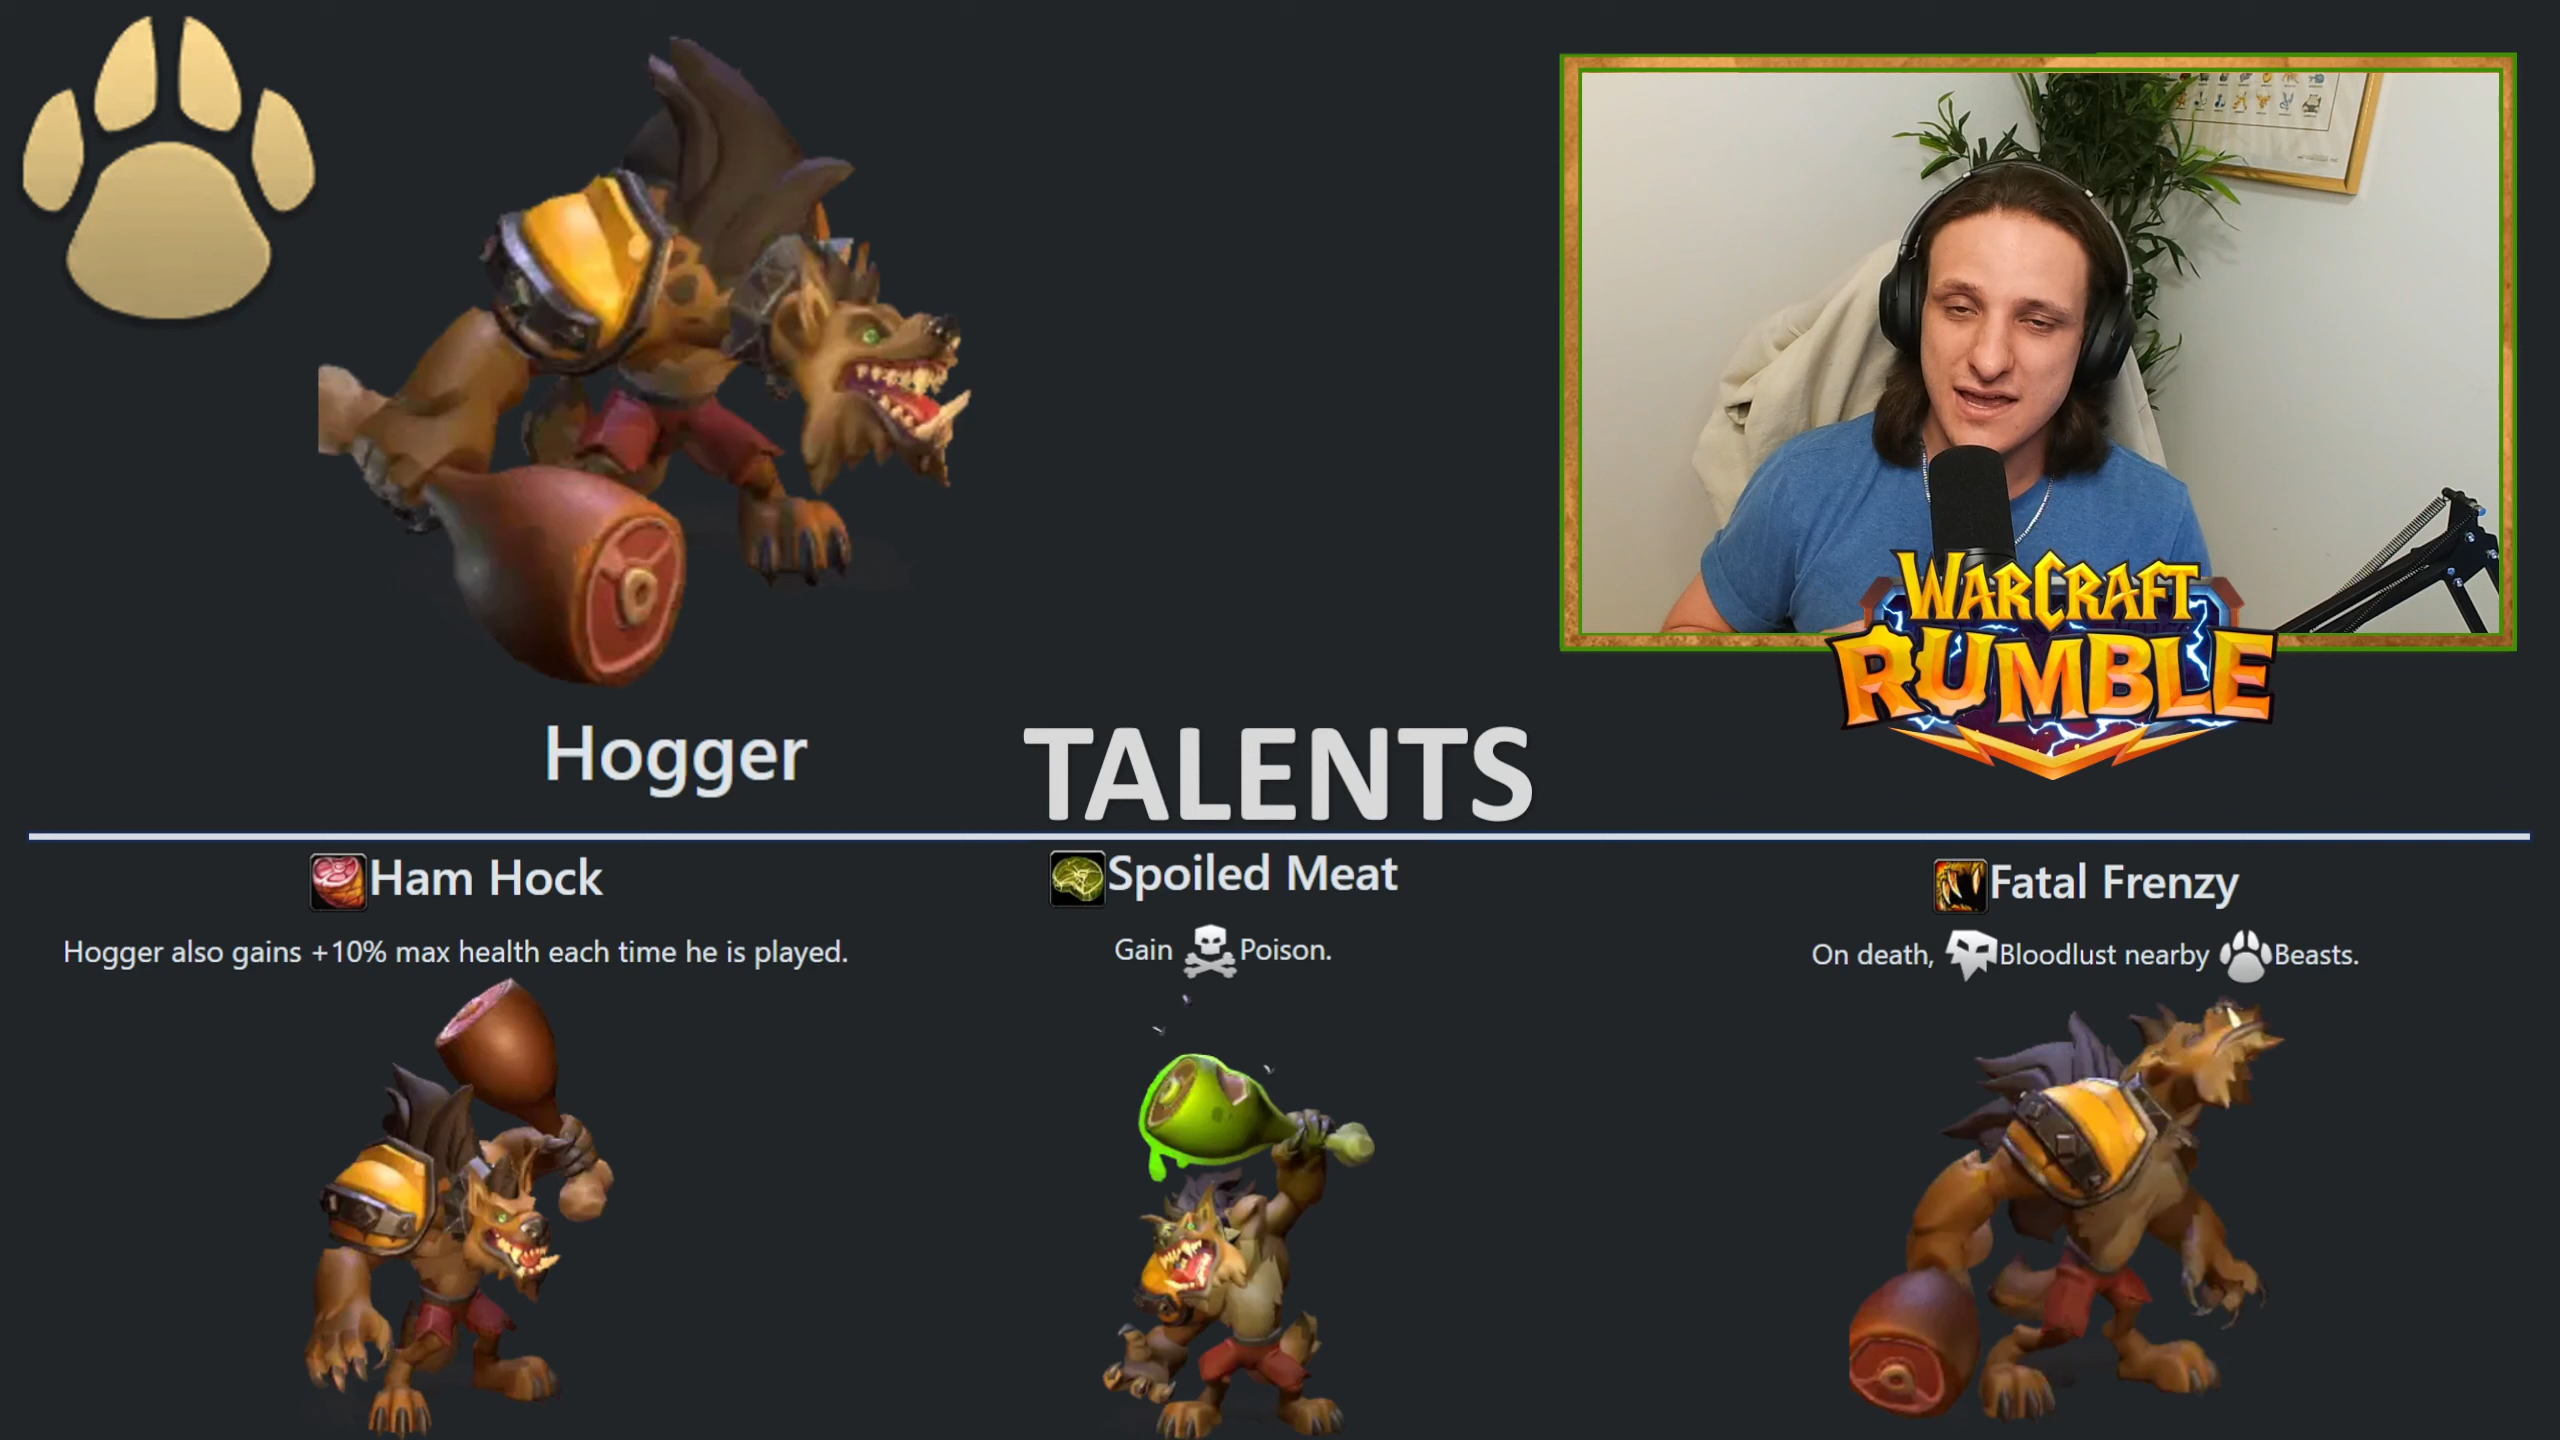 WARCRAFT
RUMBLE
Hogger
TALENTS
Ham Hock
Hogger also gains +10% max health each time he is played.
Spoiled Meat
Gain Poison.
Fatal Frenzy
On death, Bloodlust nearby Beasts.